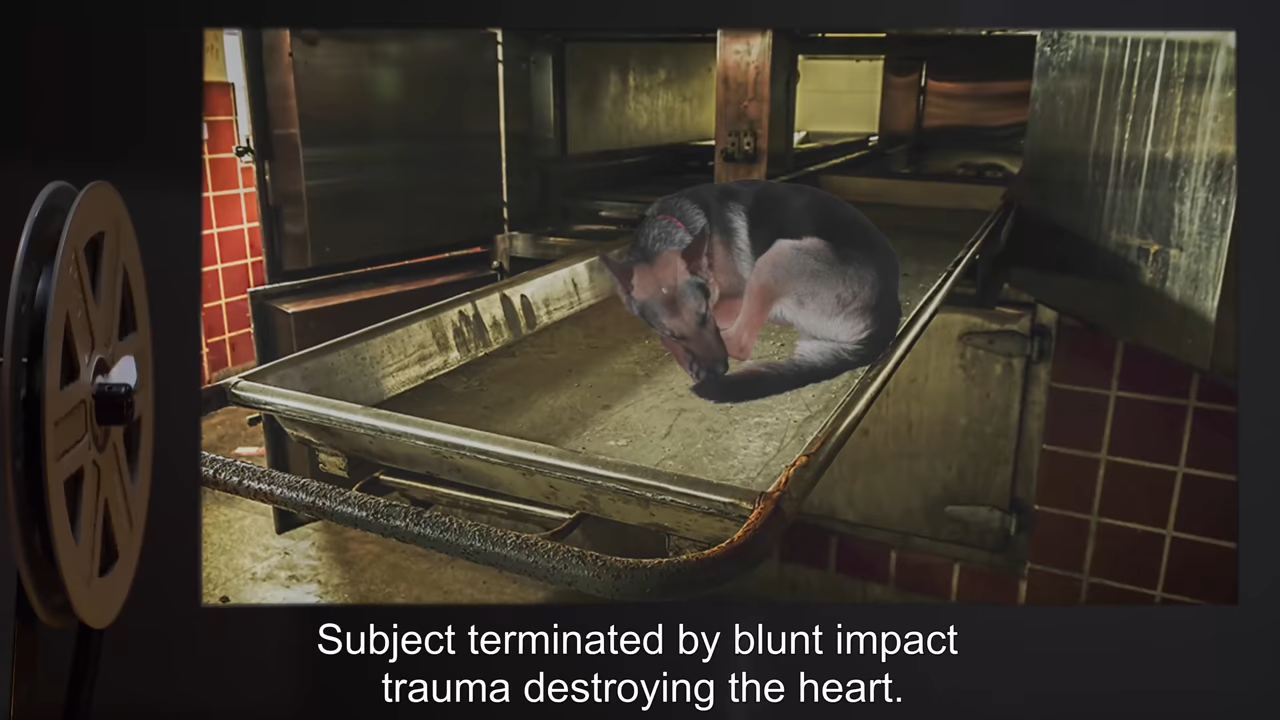 Subject terminated by blunt impact
trauma destroying the heart.